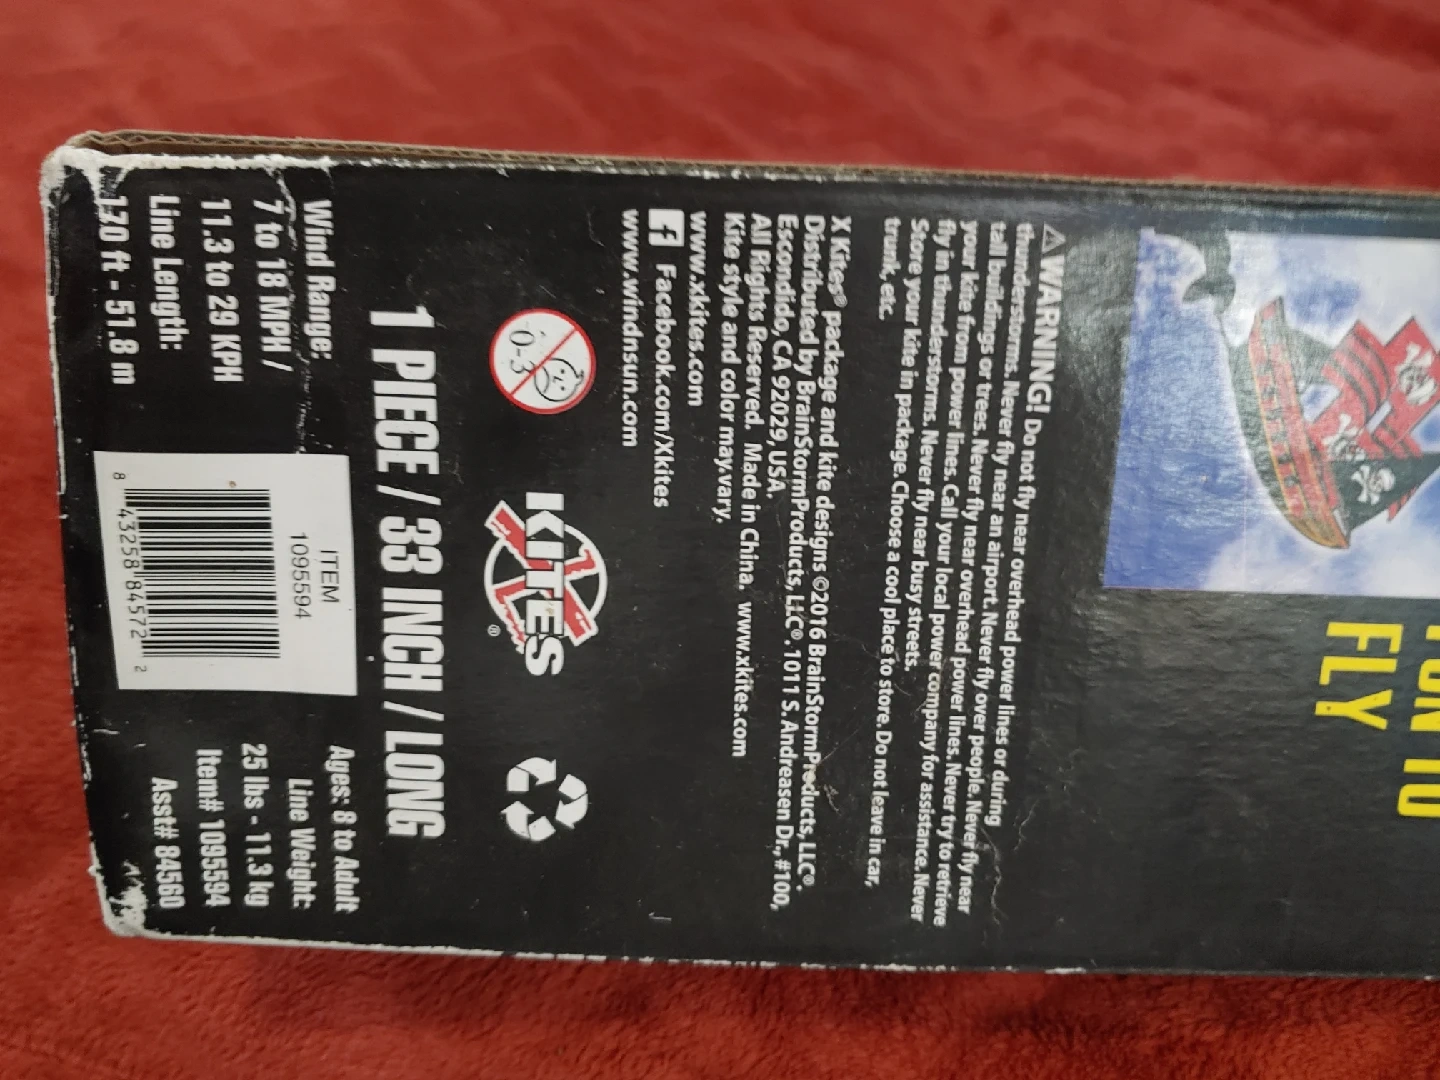 FLY
⚠WARNING! Do not fly near overhead power lines or during
thunderstorms. Never fly near an airport. Never fly over people. Never fly near
tall buildings or trees. Never fly near overhead power lines. Never try to retrieve
your kite from power lines. Call your local power company for assistance. Never
fly in thunderstorms. Never fly near busy streets.
Store your kite in package. Choose a cool place to store. Do not leave in car,
trunk, etc.
X Kites® package and kite designs ©2016 BrainStormProducts, LLC®.
Distributed by BrainStormProducts, LLC®. 1011 S. Andreasen Dr., #100,
Escondido, CA 92029, USA.
All Rights Reserved. Made in China. www.xkites.com
Kite style and color may vary.
www.xkites.com
f Facebook.com/Xkites
www.windnsun.com
0-3
KITES
®
1 PIECE / 33 INCH / LONG
Wind Range:
7 to 18 MPH /
11.3 to 29 KPH
Line Length:
170 ft - 51.8 m
ITEM
1095594
8 43258 84572 2
Ages: 8 to Adult
Line Weight:
25 lbs - 11.3 kg
Item# 1095594
Asst# 84560